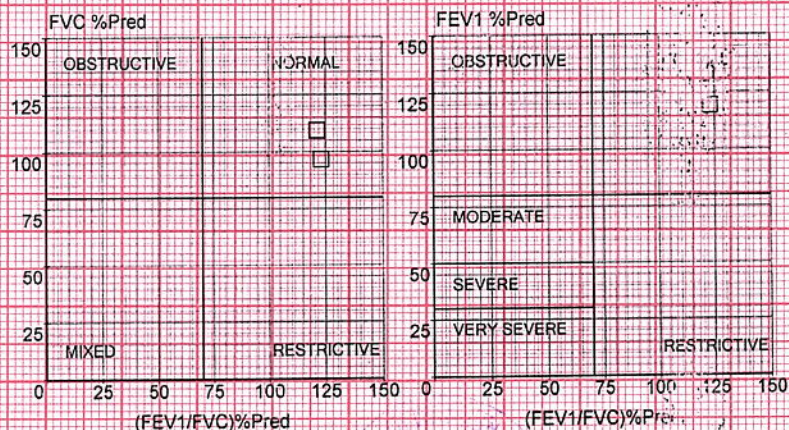 FVC %Pred
150
OBSTRUCTIVE
NORMAL
125
100
75
50
25
MIXED
RESTRICTIVE
0 25 50 75 100 125 150
(FEV1/FVC)%Pred
FEV1 %Pred
150
OBSTRUCTIVE
125
100
75
MODERATE
50
SEVERE
25
VERY SEVERE
RESTRICTIVE
0 25 50 75 100 125 150